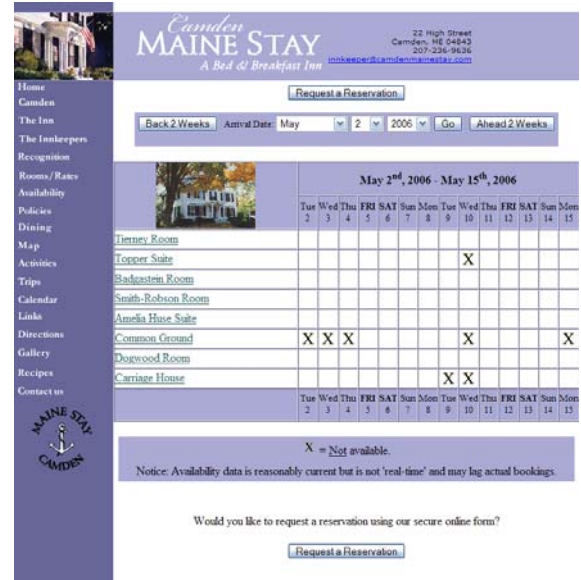 Camden
MAINE STAY
A Bed & Breakfast Inn
22 High Street
Camden, ME 04843
207-236-9636
innkeeper@camdenmainestay.com
Home
Camden
The Inn
The Innkeepers
Recognition
Rooms/Rates
Availability
Policies
Dining
Map
Activities
Trips
Calendar
Links
Directions
Gallery
Recipes
Contact us
MAINE STAY
CAMDEN
Request a Reservation
Back 2 Weeks Arrival Date: May 2 2006 Go Ahead 2 Weeks
May 2nd, 2006 - May 15th, 2006
Tue Wed Thu FRI SAT Sun Mon Tue Wed Thu FRI SAT Sun Mon
2 3 4 5 6 7 8 9 10 11 12 13 14 15
Tierney Room
Topper Suite X
Badgastein Room
Smith-Robson Room
Amelia Huse Suite
Common Ground X X X X X
Dogwood Room
Carriage House X X
Tue Wed Thu FRI SAT Sun Mon Tue Wed Thu FRI SAT Sun Mon
2 3 4 5 6 7 8 9 10 11 12 13 14 15
X = Not available.
Notice: Availability data is reasonably current but is not 'real-time' and may lag actual bookings.
Would you like to request a reservation using our secure online form?
Request a Reservation